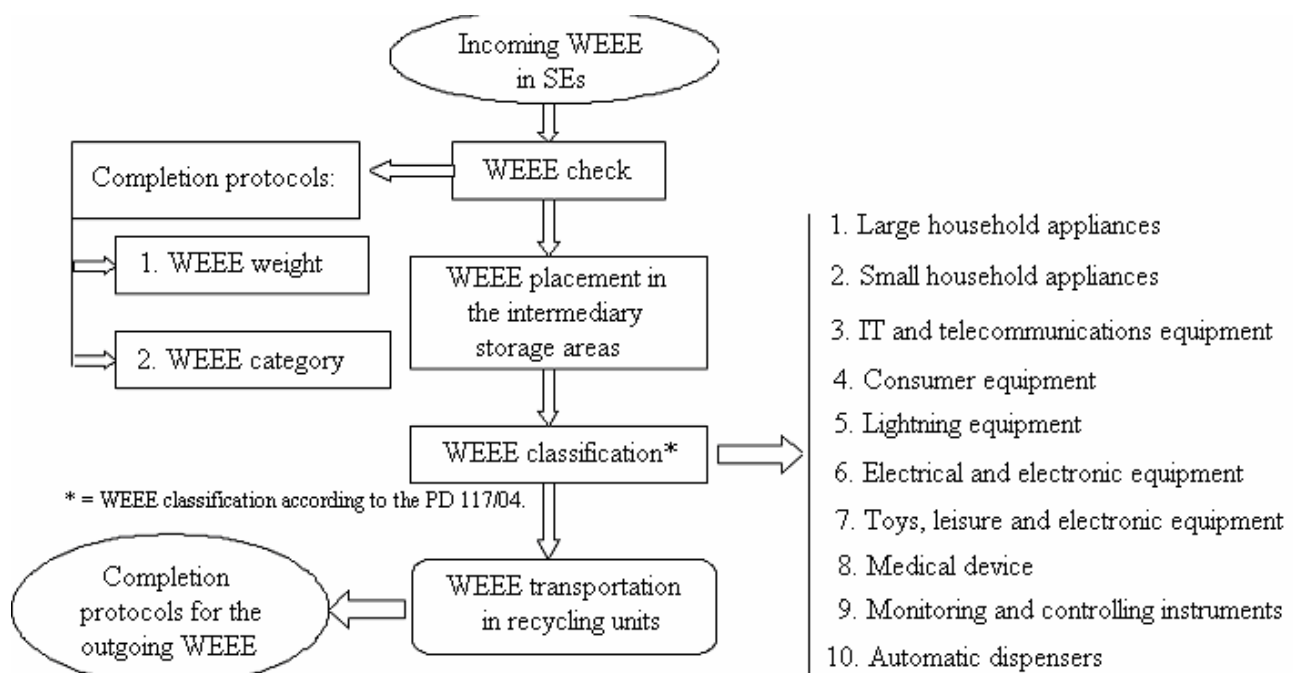 Incoming WEEE
in SEs
WEEE check
Completion protocols:
1. WEEE weight
2. WEEE category
WEEE placement in
the intermediary
storage areas
WEEE classification*
* = WEEE classification according to the PD 117/04.
WEEE transportation
in recycling units
Completion
protocols for the
outgoing WEEE
1. Large household appliances
2. Small household appliances
3. IT and telecommunications equipment
4. Consumer equipment
5. Lightning equipment
6. Electrical and electronic equipment
7. Toys, leisure and electronic equipment
8. Medical device
9. Monitoring and controlling instruments
10. Automatic dispensers